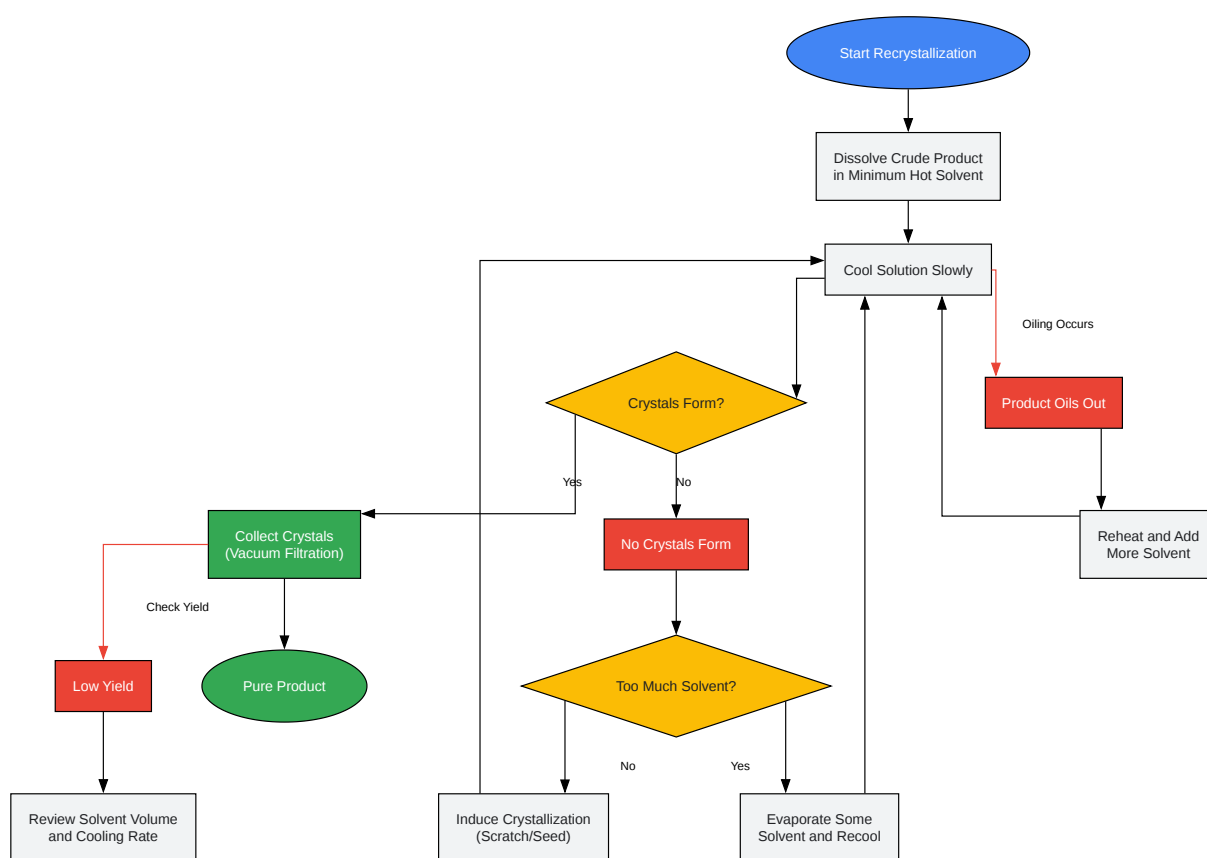 Start Recrystallization
Dissolve Crude Product
in Minimum Hot Solvent
Cool Solution Slowly
Oiling Occurs
Crystals Form?
Product Oils Out
Yes
No
Collect Crystals
(Vacuum Filtration)
No Crystals Form
Reheat and Add
More Solvent
Check Yield
Low Yield
Pure Product
Too Much Solvent?
No
Yes
Review Solvent Volume
and Cooling Rate
Induce Crystallization
(Scratch/Seed)
Evaporate Some
Solvent and Recool